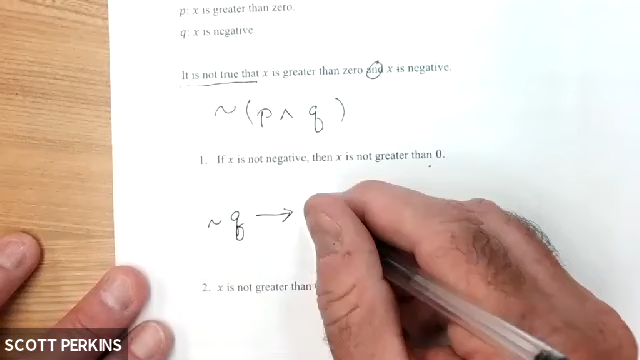 p: x is greater than zero.
q: x is negative
It is not true that x is greater than zero and x is negative.
~(p ∧ q)
1. If x is not negative, then x is not greater than 0.
~q →
2. x is not greater than
SCOTT PERKINS